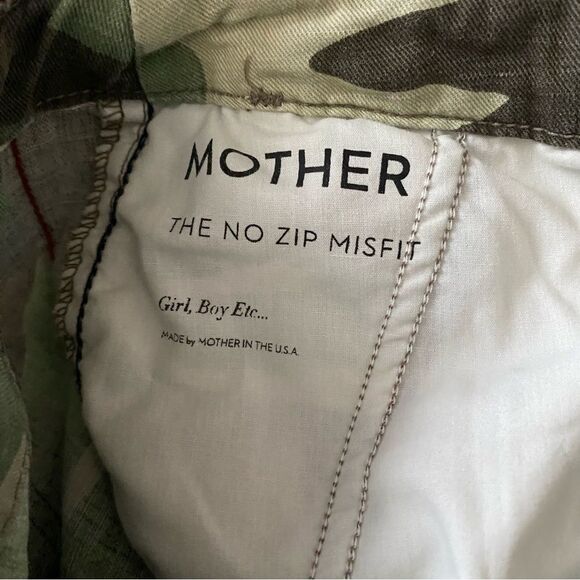 MOTHER
THE NO ZIP MISFIT
Girl, Boy Etc...
MADE by MOTHER IN THE U.S.A.